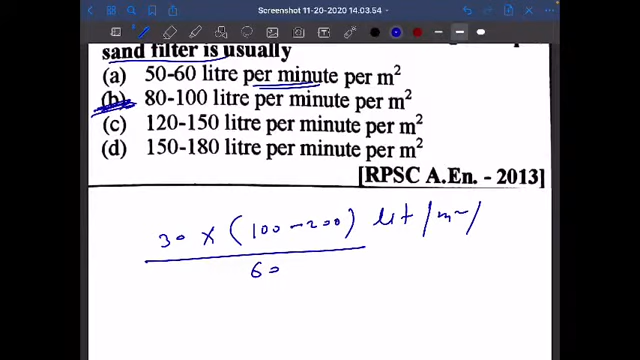 Screenshot 11-20-2020 14.03.54
sand filter is usually
(a) 50-60 litre per minute per m²
(b) 80-100 litre per minute per m²
(c) 120-150 litre per minute per m²
(d) 150-180 litre per minute per m²
[RPSC A.En. - 2013]
30 × (100-200) lit/m²/
60